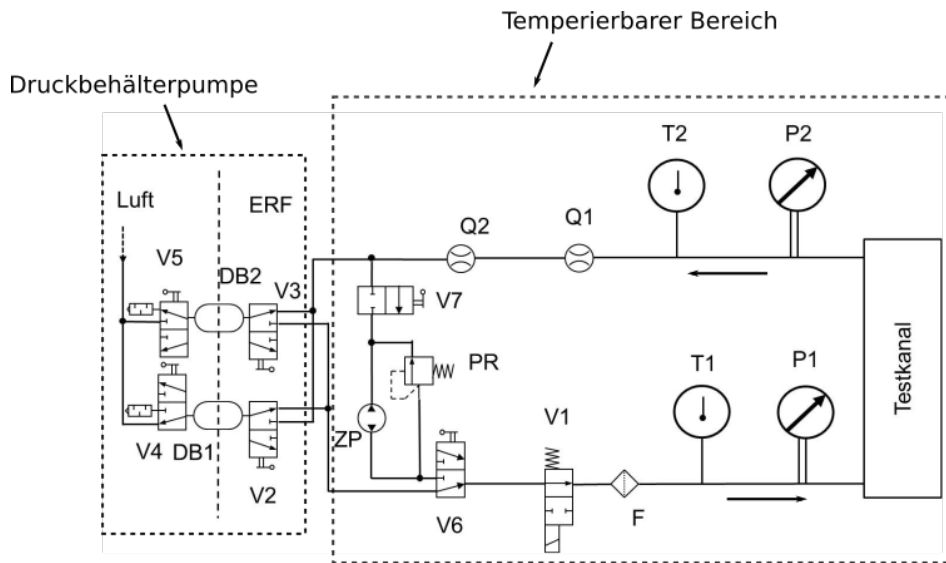 Temperierbarer Bereich
Druckbehälterpumpe
T2
P2
Luft
ERF
Q2
Q1
V5
DB2
V3
V7
PR
T1
P1
V1
ZP
V4
DB1
V2
V6
F
Testkanal